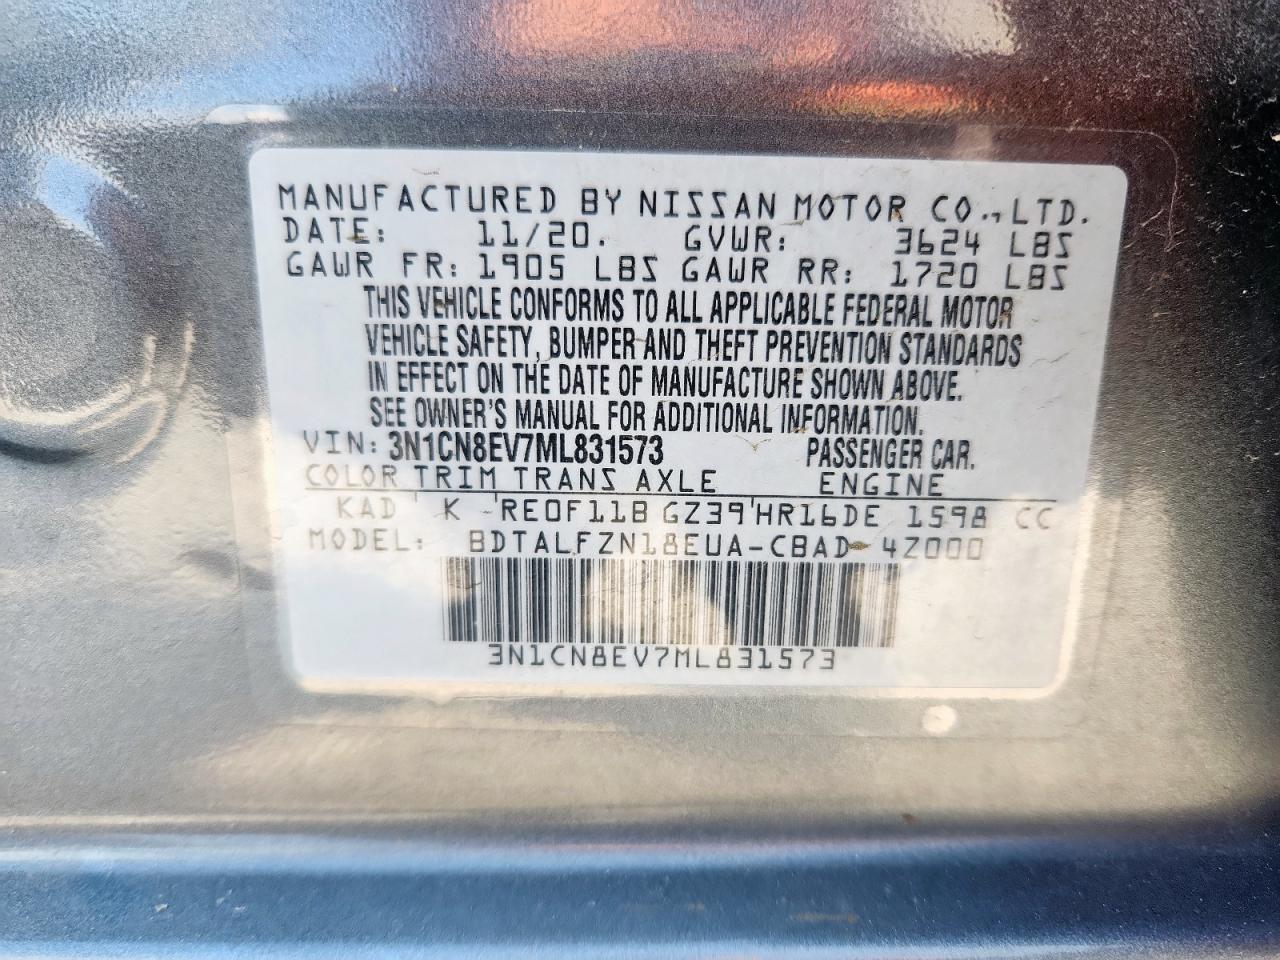 MANUFACTURED BY NISSAN MOTOR CO., LTD.
DATE: 11/20. GVWR: 3624 LBS
GAWR FR: 1905 LBS GAWR RR: 1720 LBS
THIS VEHICLE CONFORMS TO ALL APPLICABLE FEDERAL MOTOR
VEHICLE SAFETY, BUMPER AND THEFT PREVENTION STANDARDS
IN EFFECT ON THE DATE OF MANUFACTURE SHOWN ABOVE.
SEE OWNER'S MANUAL FOR ADDITIONAL INFORMATION.
VIN: 3N1CN8EV7ML831573 PASSENGER CAR.
COLOR TRIM TRANS AXLE ENGINE
KAD K RE0F11B GZ39 HR16DE 1598 CC
MODEL: BDTALFZN18EUA-CBAD-4Z000
3N1CN8EV7ML831573